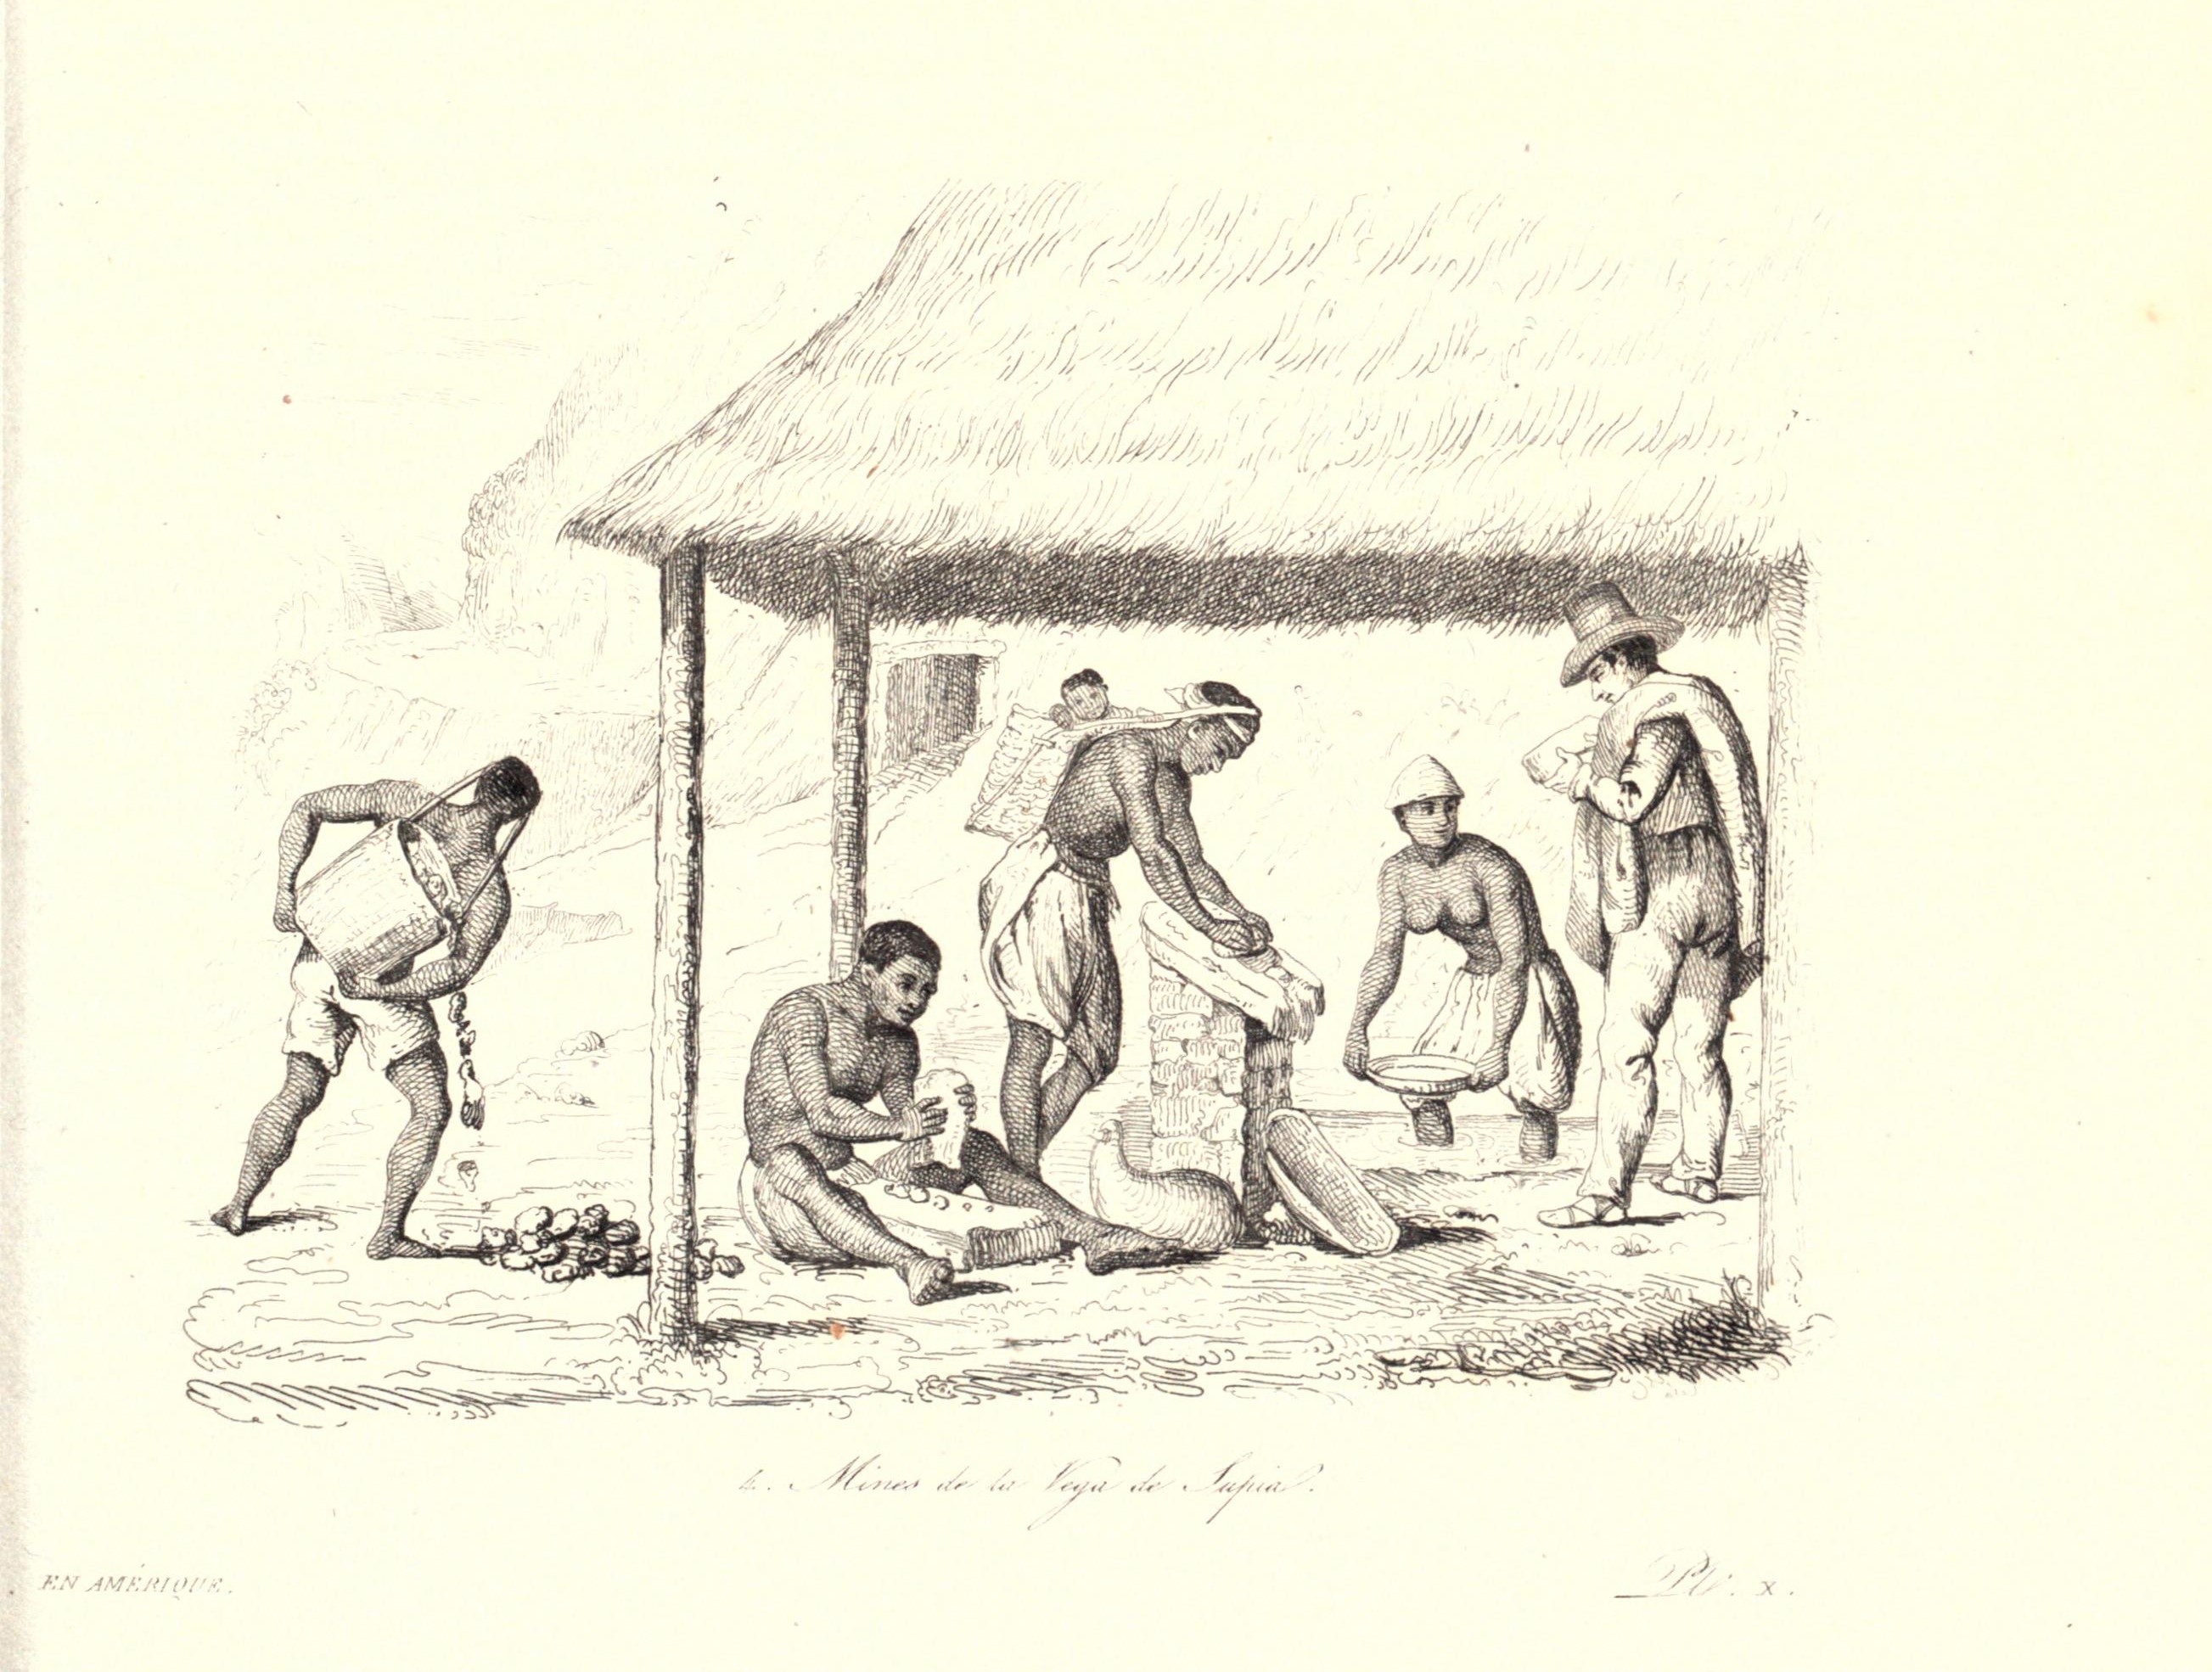 4. Mines de la Vega de Supia.
EN AMÉRIQUE.
Pl. X.